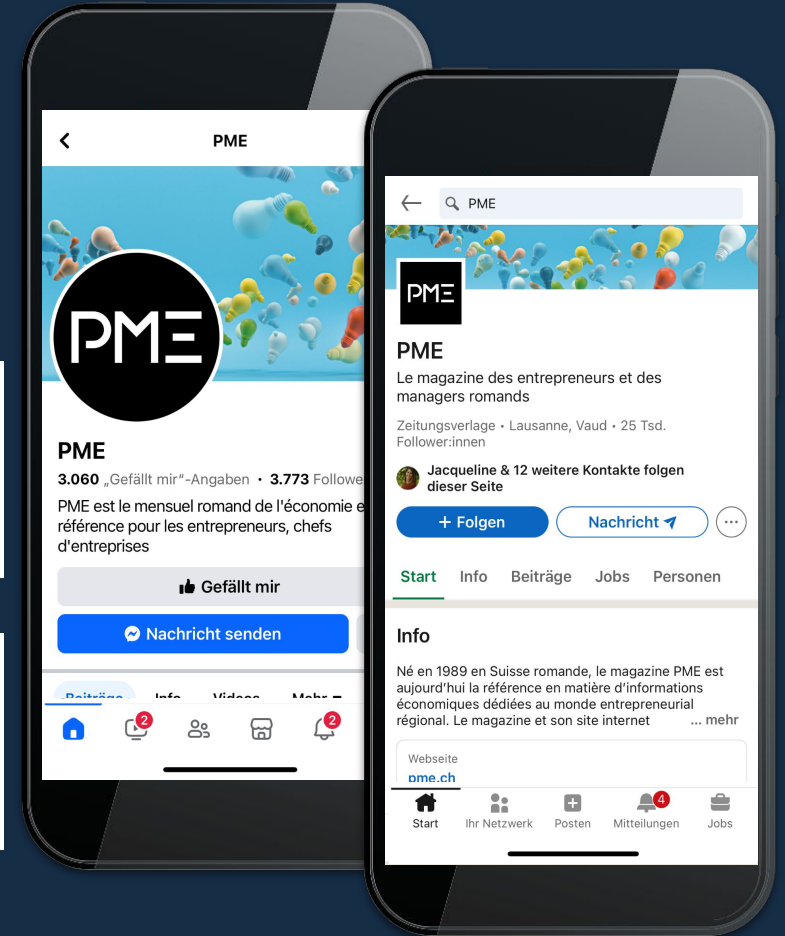 PME
PME
PME
3.060 „Gefällt mir“-Angaben • 3.773 Followe
PME est le mensuel romand de l'économie e
référence pour les entrepreneurs, chefs
d'entreprises
Gefällt mir
Nachricht senden
Beiträge Info Videos Mehr
2 2
PME
PME
PME
Le magazine des entrepreneurs et des
managers romands
Zeitungsverlage • Lausanne, Vaud • 25 Tsd.
Follower:innen
Jacqueline & 12 weitere Kontakte folgen
dieser Seite
+ Folgen Nachricht ...
Start Info Beiträge Jobs Personen
Info
Né en 1989 en Suisse romande, le magazine PME est
aujourd’hui la référence en matière d’informations
économiques dédiées au monde entrepreneurial
régional. Le magazine et son site internet ... mehr
Webseite
pme.ch
4
Start Ihr Netzwerk Posten Mitteilungen Jobs